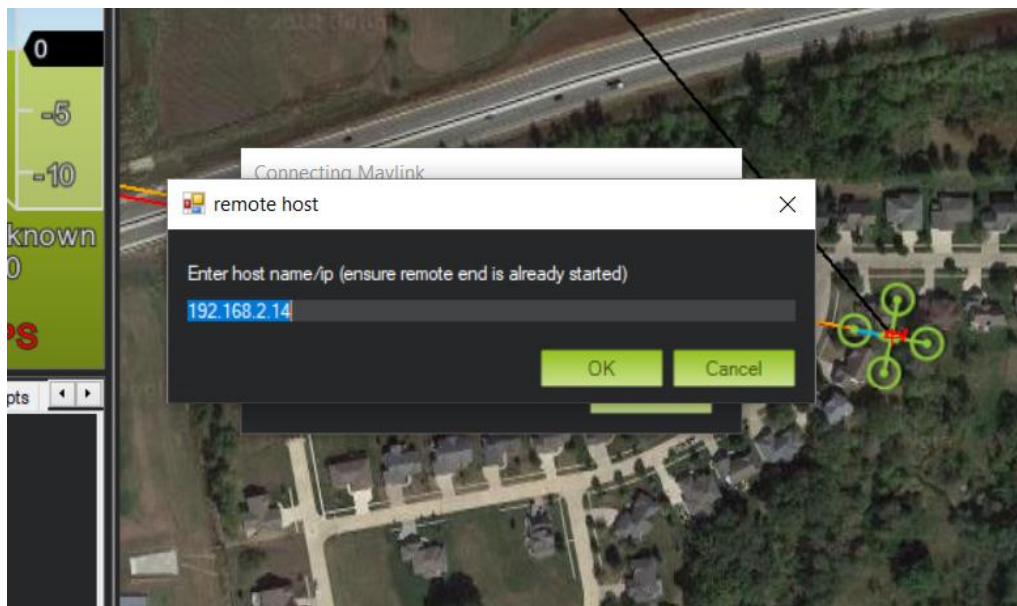 0
-5
-10
known
0
PS
pts
Connecting Mavlink
remote host
Enter host name/ip (ensure remote end is already started)
192.168.2.14
OK
Cancel